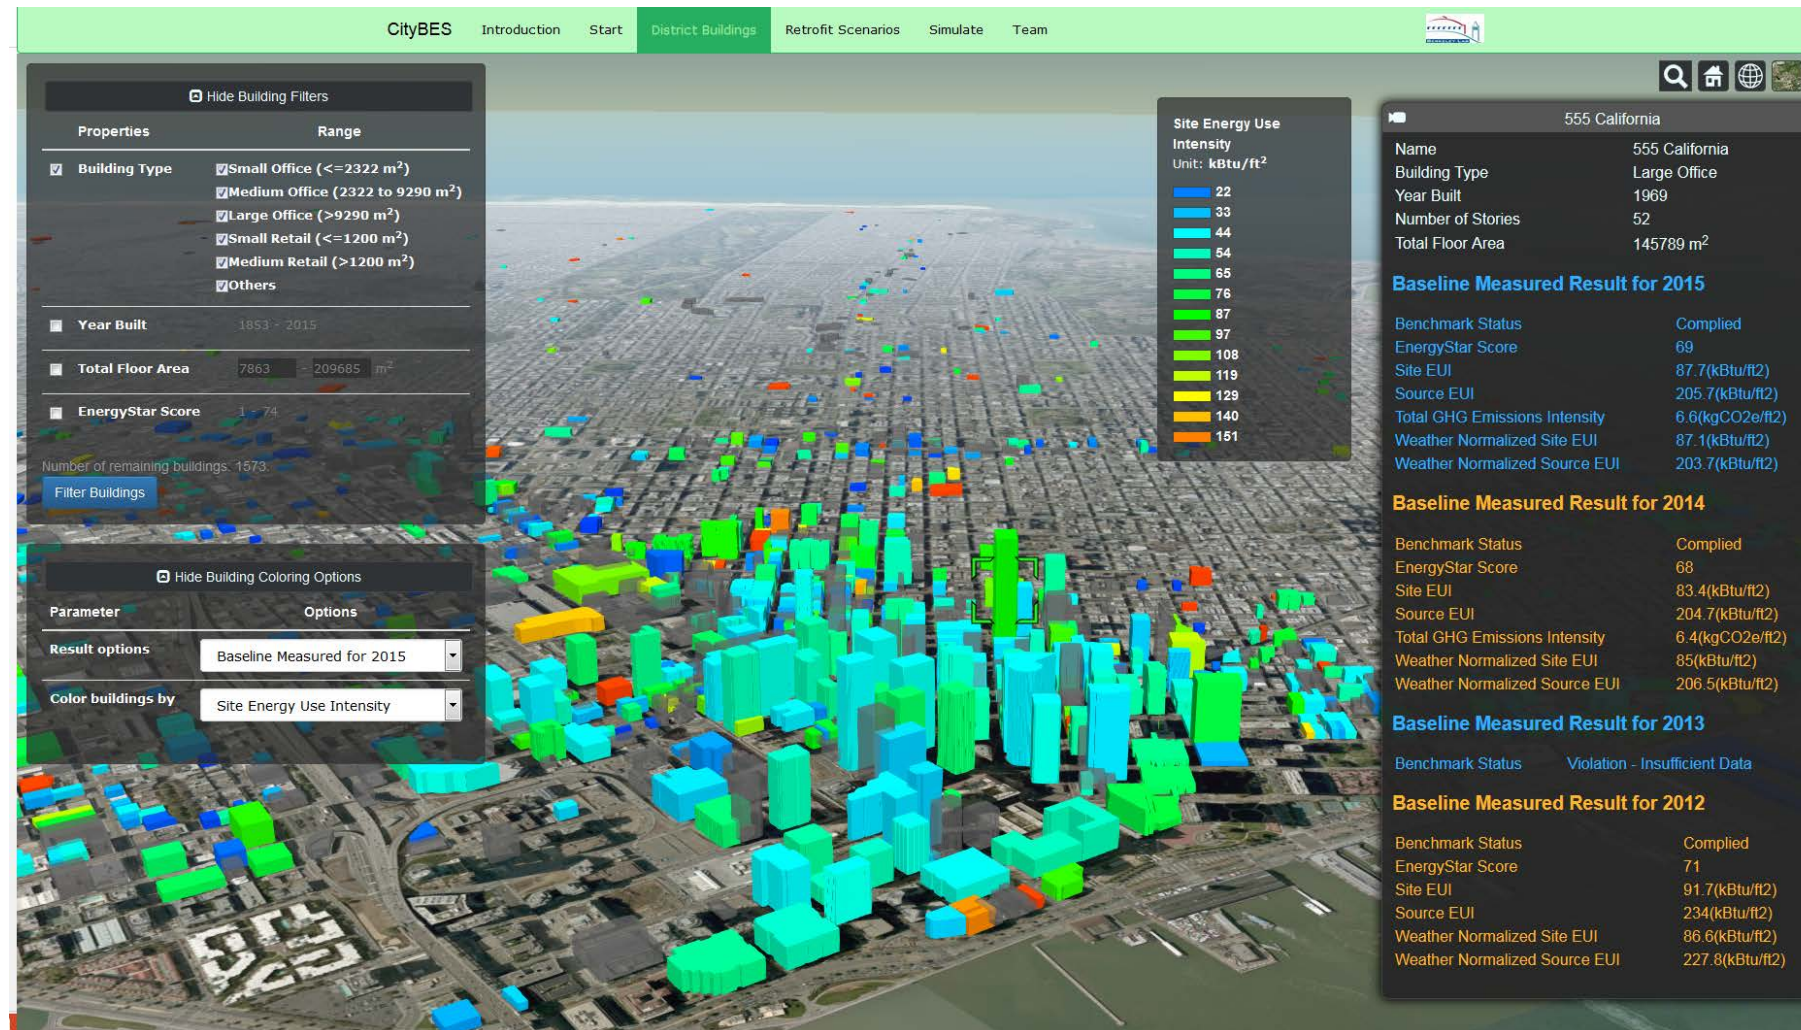 CityBES Introduction Start District Buildings Retrofit Scenarios Simulate Team
Hide Building Filters
Properties Range
Building Type
Small Office (<=2322 m²)
Medium Office (2322 to 9290 m²)
Large Office (>9290 m²)
Small Retail (<=1200 m²)
Medium Retail (>1200 m²)
Others
Year Built 1853 - 2015
Total Floor Area 7863 - 209685 m²
EnergyStar Score 1 - 74
Number of remaining buildings: 1573.
Filter Buildings
Hide Building Coloring Options
Parameter Options
Result options Baseline Measured for 2015
Color buildings by Site Energy Use Intensity
Site Energy Use
Intensity
Unit: kBtu/ft²
22
33
44
54
65
76
87
97
108
119
129
140
151
555 California
Name 555 California
Building Type Large Office
Year Built 1969
Number of Stories 52
Total Floor Area 145789 m²
Baseline Measured Result for 2015
Benchmark Status Complied
EnergyStar Score 69
Site EUI 87.7(kBtu/ft2)
Source EUI 205.7(kBtu/ft2)
Total GHG Emissions Intensity 6.6(kgCO2e/ft2)
Weather Normalized Site EUI 87.1(kBtu/ft2)
Weather Normalized Source EUI 203.7(kBtu/ft2)
Baseline Measured Result for 2014
Benchmark Status Complied
EnergyStar Score 68
Site EUI 83.4(kBtu/ft2)
Source EUI 204.7(kBtu/ft2)
Total GHG Emissions Intensity 6.4(kgCO2e/ft2)
Weather Normalized Site EUI 85(kBtu/ft2)
Weather Normalized Source EUI 206.5(kBtu/ft2)
Baseline Measured Result for 2013
Benchmark Status Violation - Insufficient Data
Baseline Measured Result for 2012
Benchmark Status Complied
EnergyStar Score 71
Site EUI 91.7(kBtu/ft2)
Source EUI 234(kBtu/ft2)
Weather Normalized Site EUI 86.6(kBtu/ft2)
Weather Normalized Source EUI 227.8(kBtu/ft2)